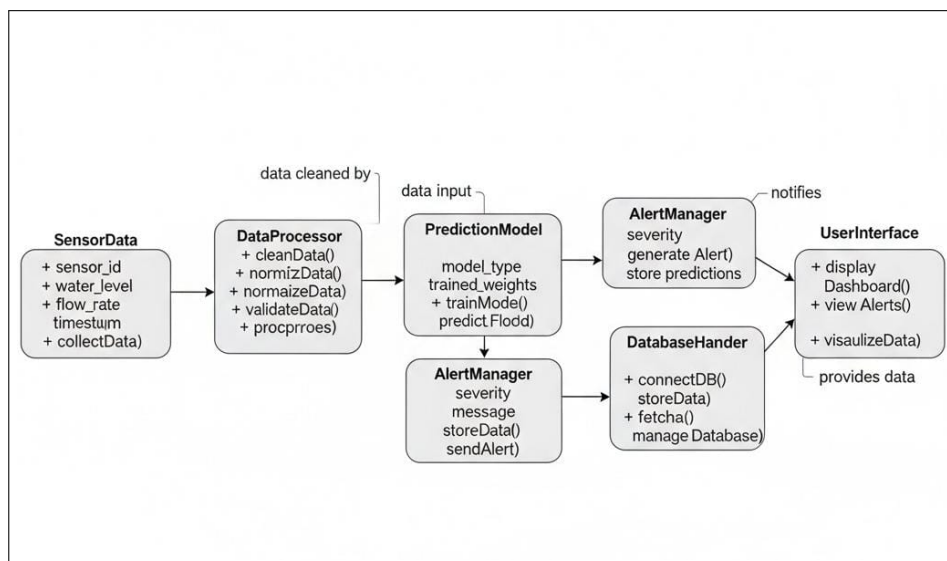 data cleaned by
data input
notifies
SensorData
+ sensor_id
+ water_level
+ flow_rate
timestuım
+ collectData)
DataProcessor
+ cleanData()
+ normizData()
+ normaizeData)
+ validateData()
+ procprroes)
PredictionModel
model_type
trained_weights
+ trainMode()
predict Flodd)
AlertManager
severity
generate Alert)
store predictions
UserInterface
+ display
Dashboard()
+ view Alerts()
+ visaulizeData)
provides data
AlertManager
severity
message
storeData()
sendAlert)
DatabaseHander
+ connectDB()
storeData)
+ fetcha()
manage Database)